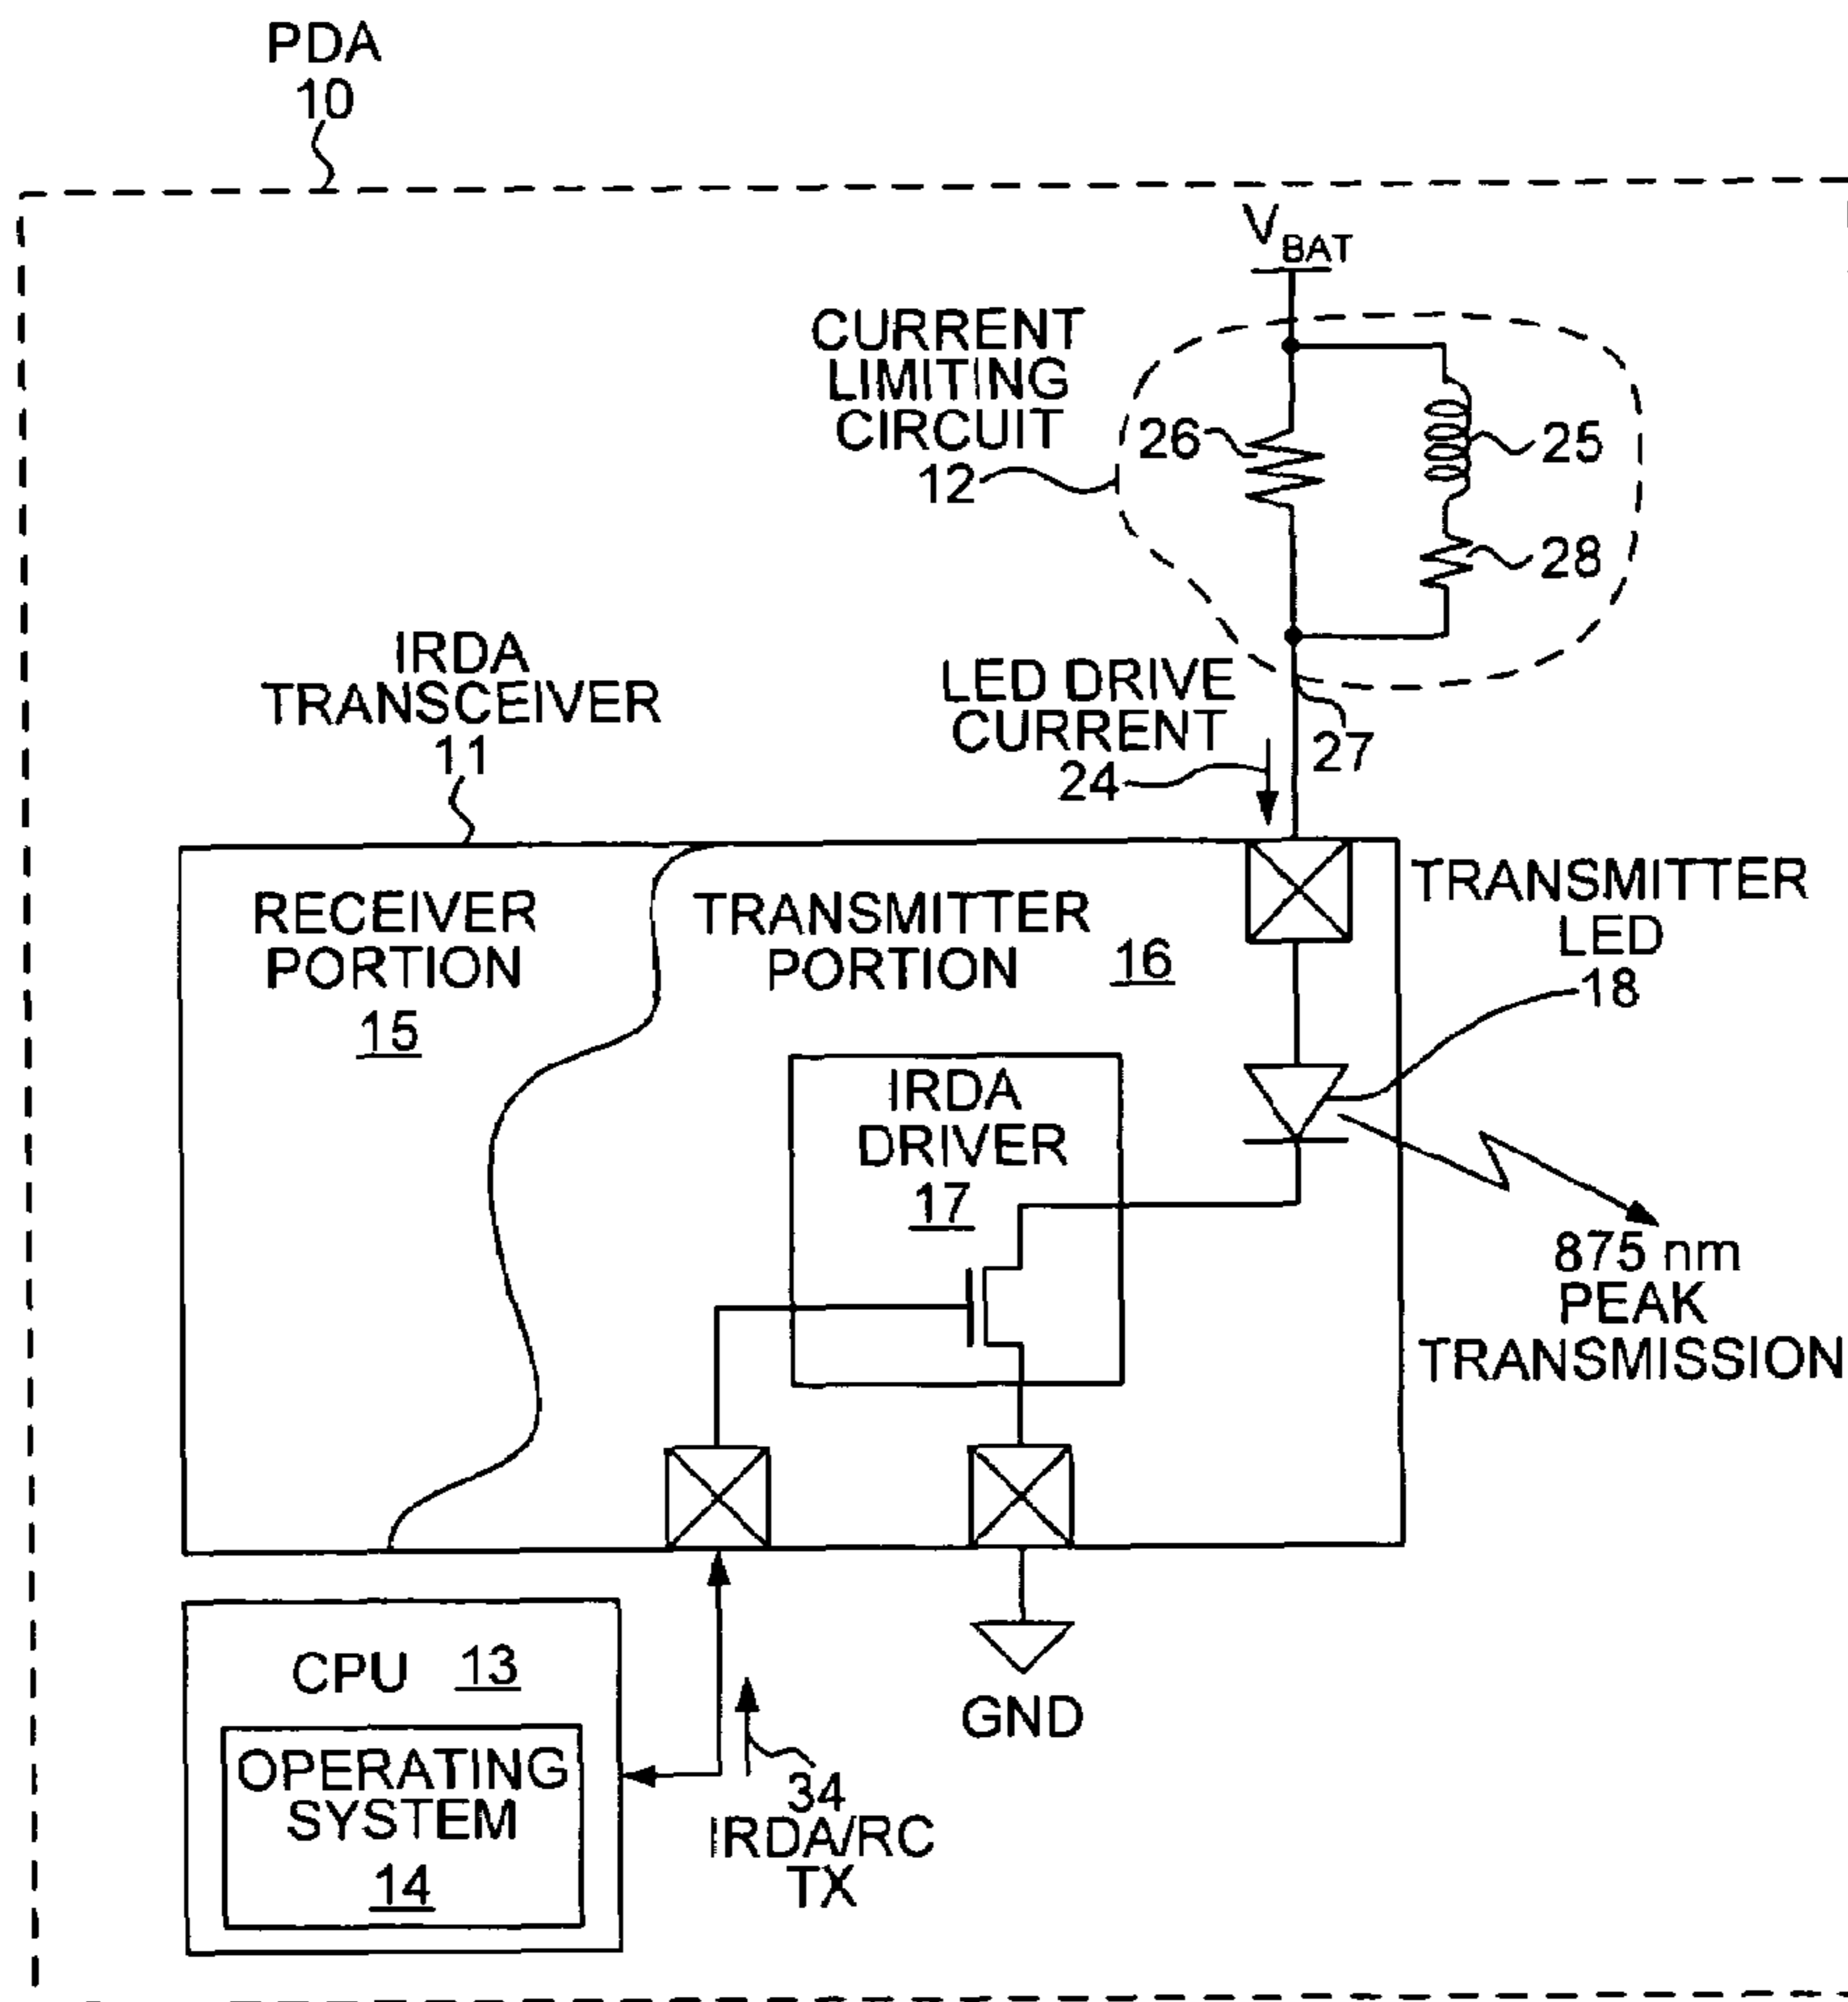 PDA
10
V BAT
CURRENT
LIMITING
CIRCUIT
12
26
25
28
IRDA
TRANSCEIVER
11
LED DRIVE
CURRENT
24
27
RECEIVER
PORTION
15
TRANSMITTER
PORTION
16
TRANSMITTER
LED
18
IRDA
DRIVER
17
875 nm
PEAK
TRANSMISSION
CPU 13
OPERATING
SYSTEM
14
34
IRDA/RC
TX
GND